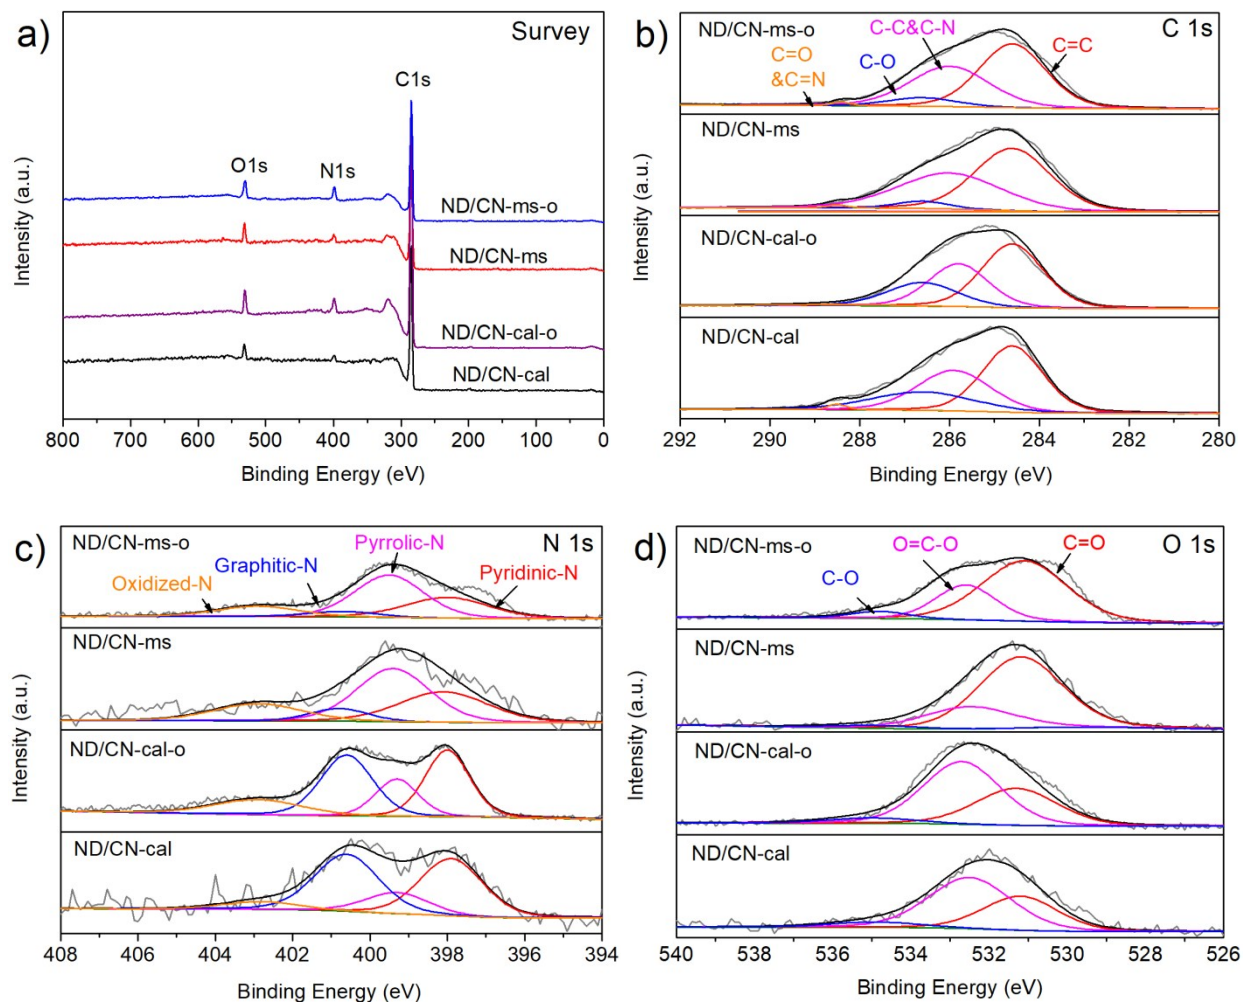 a)
Survey
C1s
O1s
N1s
ND/CN-ms-o
ND/CN-ms
ND/CN-cal-o
ND/CN-cal
Intensity (a.u.)
800 700 600 500 400 300 200 100 0
Binding Energy (eV)
b)
C 1s
ND/CN-ms-o
C-C&C-N
C=O
&C=N
C-O
C=C
ND/CN-ms
ND/CN-cal-o
ND/CN-cal
Intensity (a.u.)
292 290 288 286 284 282 280
Binding Energy (eV)
c)
N 1s
ND/CN-ms-o
Pyrrolic-N
Graphitic-N
Oxidized-N
Pyridinic-N
ND/CN-ms
ND/CN-cal-o
ND/CN-cal
Intensity (a.u.)
408 406 404 402 400 398 396 394
Binding Energy (eV)
d)
O 1s
ND/CN-ms-o
O=C-O
C=O
C-O
ND/CN-ms
ND/CN-cal-o
ND/CN-cal
Intensity (a.u.)
540 538 536 534 532 530 528 526
Binding Energy (eV)